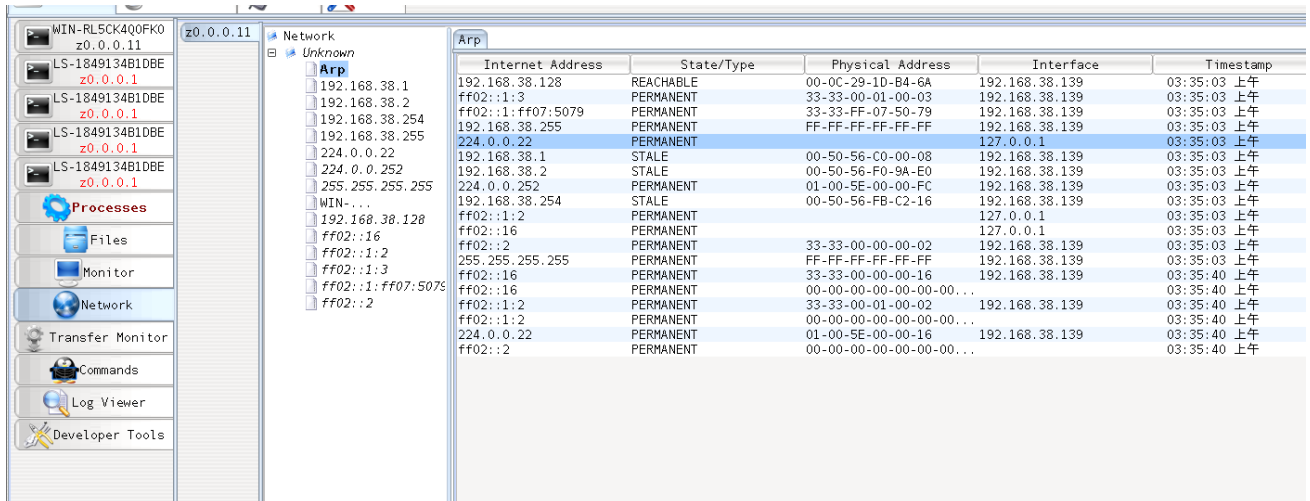 WIN-RL5CK4Q0FK0
z0.0.0.11
LS-1849134B1DBE
z0.0.0.1
LS-1849134B1DBE
z0.0.0.1
LS-1849134B1DBE
z0.0.0.1
LS-1849134B1DBE
z0.0.0.1
Processes
Files
Monitor
Network
Transfer Monitor
Commands
Log Viewer
Developer Tools
z0.0.0.11
Network
Unknown
Arp
192.168.38.1
192.168.38.2
192.168.38.254
192.168.38.255
224.0.0.22
224.0.0.252
255.255.255.255
WIN-...
192.168.38.128
ff02::16
ff02::1:2
ff02::1:3
ff02::1:ff07:5079
ff02::2
Arp
Internet Address State/Type Physical Address Interface Timestamp
192.168.38.128 REACHABLE 00-0C-29-1D-B4-6A 192.168.38.139 03:35:03 上午
ff02::1:3 PERMANENT 33-33-00-01-00-03 192.168.38.139 03:35:03 上午
ff02::1:ff07:5079 PERMANENT 33-33-FF-07-50-79 192.168.38.139 03:35:03 上午
192.168.38.255 PERMANENT FF-FF-FF-FF-FF-FF 192.168.38.139 03:35:03 上午
224.0.0.22 PERMANENT 127.0.0.1 03:35:03 上午
192.168.38.1 STALE 00-50-56-C0-00-08 192.168.38.139 03:35:03 上午
192.168.38.2 STALE 00-50-56-F0-9A-E0 192.168.38.139 03:35:03 上午
224.0.0.252 PERMANENT 01-00-5E-00-00-FC 192.168.38.139 03:35:03 上午
192.168.38.254 STALE 00-50-56-FB-C2-16 192.168.38.139 03:35:03 上午
ff02::1:2 PERMANENT 127.0.0.1 03:35:03 上午
ff02::16 PERMANENT 127.0.0.1 03:35:03 上午
ff02::2 PERMANENT 33-33-00-00-00-02 192.168.38.139 03:35:03 上午
255.255.255.255 PERMANENT FF-FF-FF-FF-FF-FF 192.168.38.139 03:35:03 上午
ff02::16 PERMANENT 33-33-00-00-00-16 192.168.38.139 03:35:40 上午
ff02::16 PERMANENT 00-00-00-00-00-00-00... 03:35:40 上午
ff02::1:2 PERMANENT 33-33-00-01-00-02 192.168.38.139 03:35:40 上午
ff02::1:2 PERMANENT 00-00-00-00-00-00-00... 03:35:40 上午
224.0.0.22 PERMANENT 01-00-5E-00-00-16 192.168.38.139 03:35:40 上午
ff02::2 PERMANENT 00-00-00-00-00-00-00... 03:35:40 上午